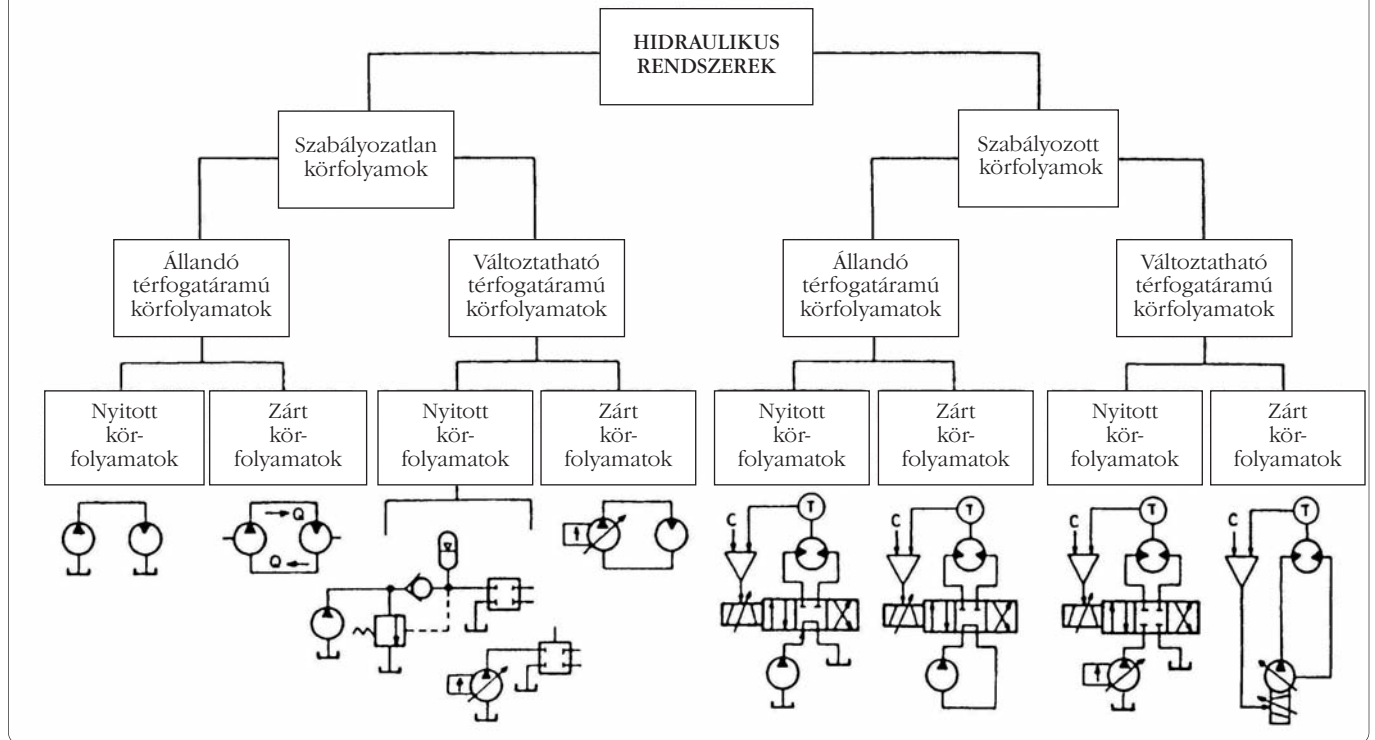 HIDRAULIKUS
RENDSZEREK
Szabályozatlan
körfolyamok
Szabályozott
körfolyamok
Állandó
térfogatáramú
körfolyamatok
Változtatható
térfogatáramú
körfolyamatok
Állandó
térfogatáramú
körfolyamatok
Változtatható
térfogatáramú
körfolyamatok
Nyitott
kör-
folyamatok
Zárt
kör-
folyamatok
Nyitott
kör-
folyamatok
Zárt
kör-
folyamatok
Nyitott
kör-
folyamatok
Zárt
kör-
folyamatok
Nyitott
kör-
folyamatok
Zárt
kör-
folyamatok
Q
Q
C
T
C
T
C
T
C
T